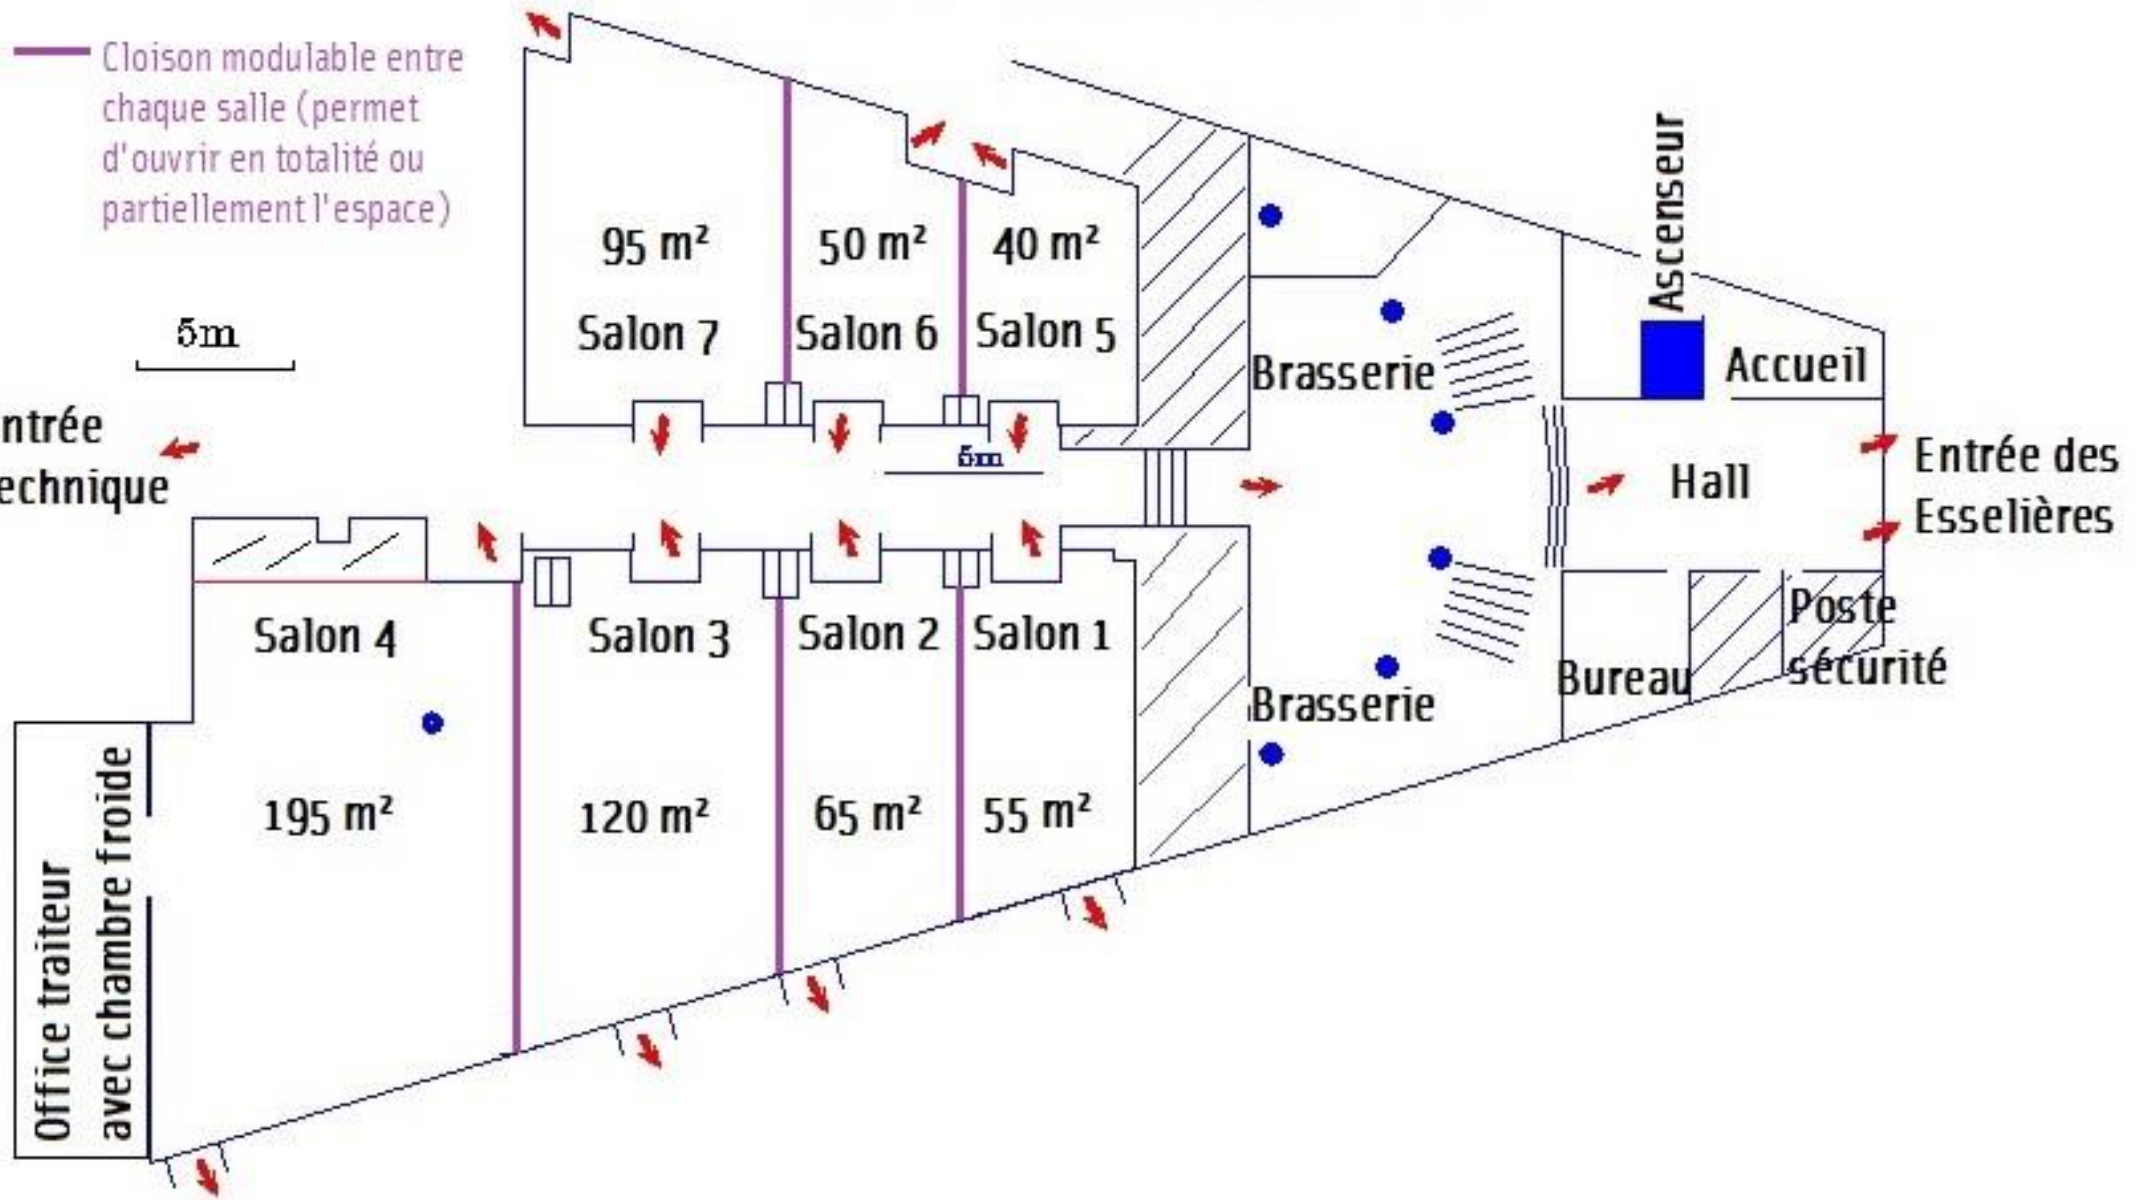 Cloison modulable entre
chaque salle (permet
d'ouvrir en totalité ou
partiellement l'espace)
5m
ntrée
echnique
95 m²
Salon 7
50 m²
Salon 6
40 m²
Salon 5
5m
Salon 4
195 m²
Salon 3
120 m²
Salon 2
65 m²
Salon 1
55 m²
Office traiteur
avec chambre froide
Brasserie
Brasserie
Ascenseur
Accueil
Hall
Entrée des
Esselières
Bureau
Poste
sécurité